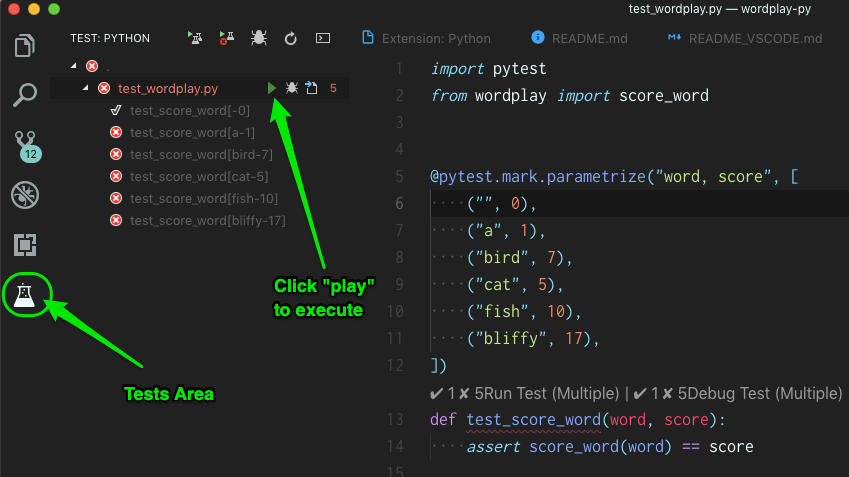 test_wordplay.py — wordplay-py
TEST: PYTHON
Extension: Python
README.md
README_VSCODE.md
.
test_wordplay.py 5
test_score_word[-0]
test_score_word[a-1]
12
test_score_word[bird-7]
test_score_word[cat-5]
test_score_word[fish-10]
test_score_word[bliffy-17]
Click "play"
to execute
Tests Area
1 import pytest
2 from wordplay import score_word
3
4
5 @pytest.mark.parametrize("word, score", [
6 ····("", 0),
7 ····("a", 1),
8 ····("bird", 7),
9 ····("cat", 5),
10 ····("fish", 10),
11 ····("bliffy", 17),
12 ])
✔ 1 ✘ 5Run Test (Multiple) | ✔ 1 ✘ 5Debug Test (Multiple)
13 def test_score_word(word, score):
14 ····assert score_word(word) == score
15